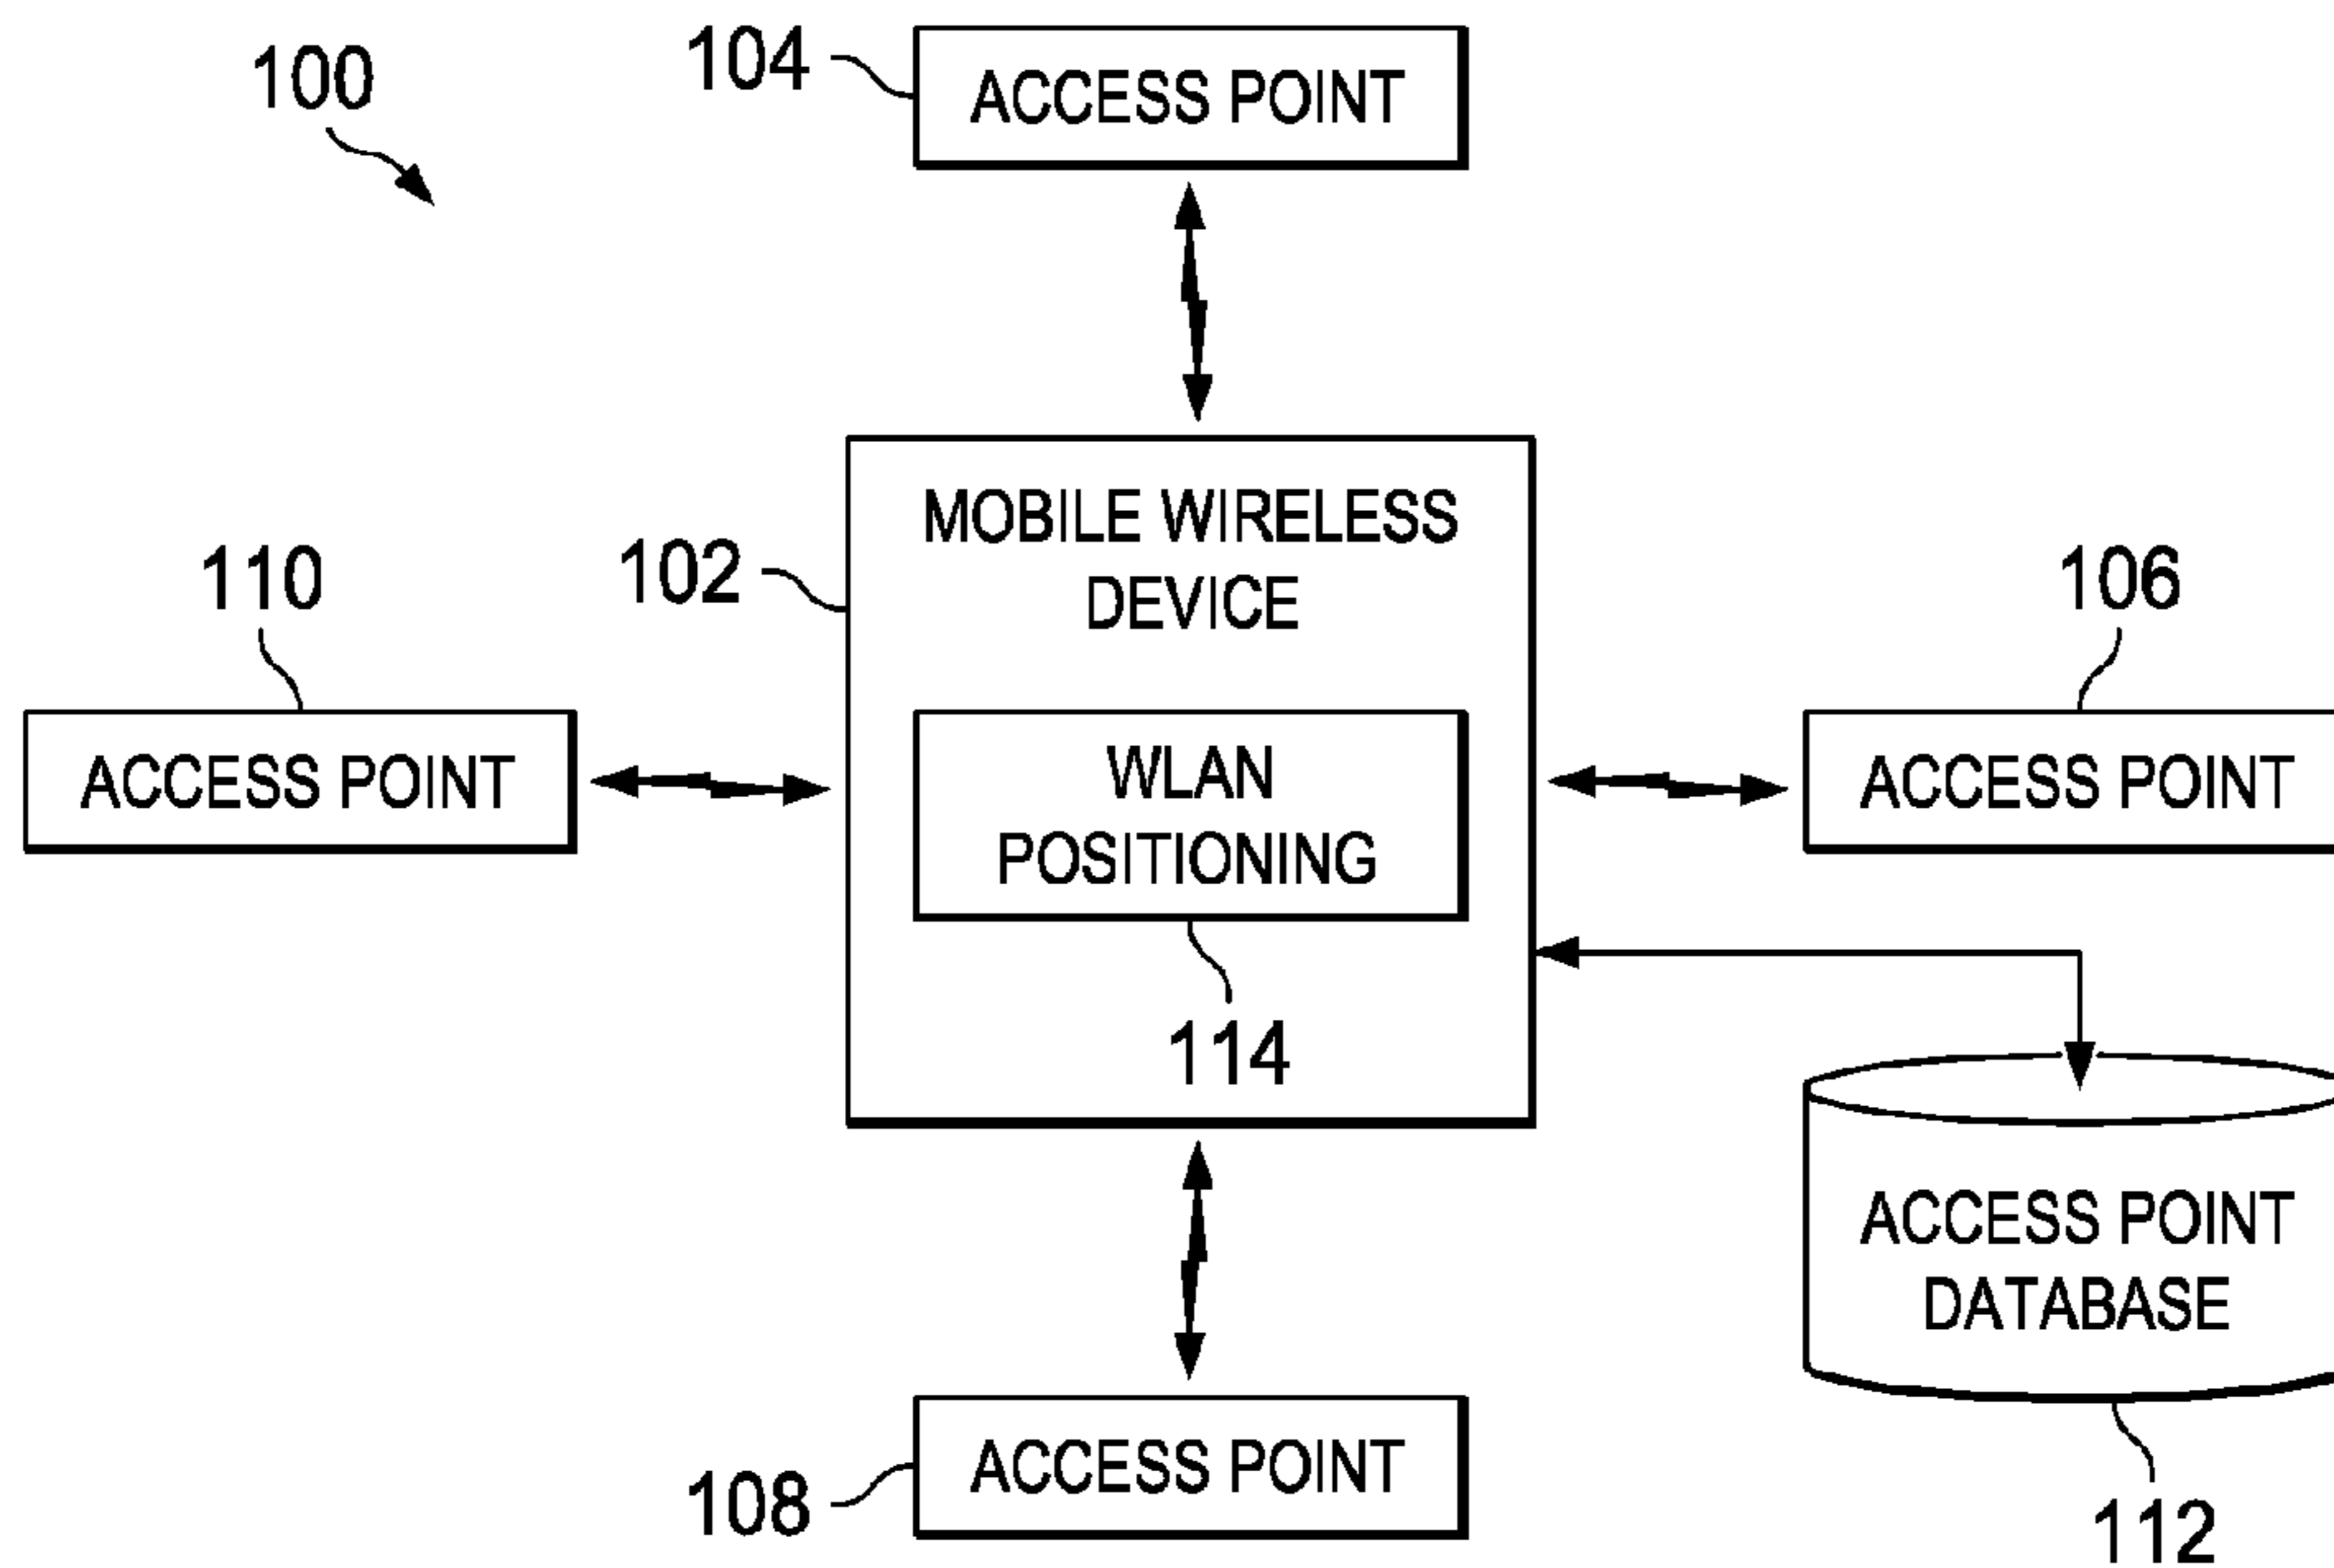 100
104
ACCESS POINT
MOBILE WIRELESS
DEVICE
102
110
106
ACCESS POINT
WLAN
POSITIONING
ACCESS POINT
114
ACCESS POINT
DATABASE
ACCESS POINT
108
112